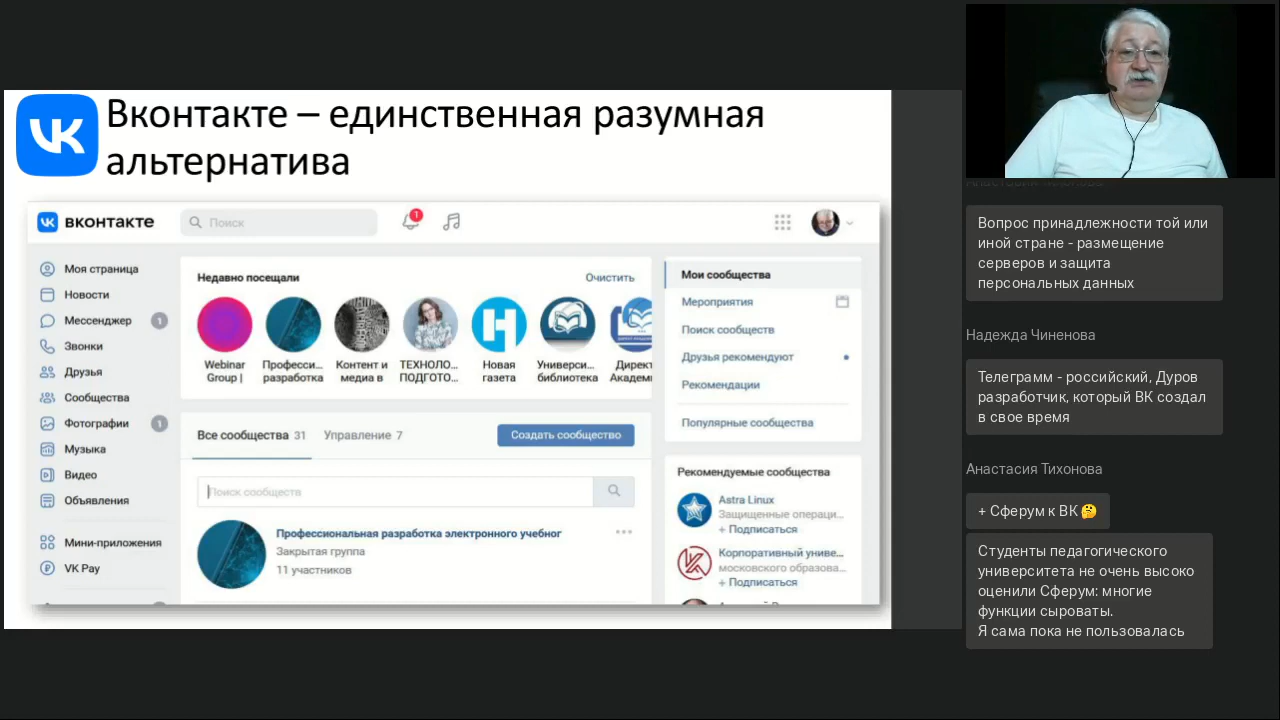 Вконтакте – единственная разумная
альтернатива
вконтакте
Поиск
1
Моя страница
Новости
Мессенджер 1
Звонки
Друзья
Сообщества
Фотографии 1
Музыка
Видео
Объявления
Мини-приложения
VK Pay
Недавно посещали
Очистить
Webinar
Group |
Професси...
разработка
Контент и
медиа в
ТЕХНОЛО...
ПОДГОТО...
Новая
газета
Универси...
библиотека
Директ
Академ
Все сообщества 31
Управление 7
Создать сообщество
Поиск сообществ
Профессиональная разработка электронного учебног
Закрытая группа
11 участников
Мои сообщества
Мероприятия
Поиск сообществ
Друзья рекомендуют
Рекомендации
Популярные сообщества
Рекомендуемые сообщества
Astra Linux
Защищенные операци...
+ Подписаться
Корпоративный униве...
московского образова...
+ Подписаться
Вопрос принадлежности той или
иной стране - размещение
серверов и защита
персональных данных
Надежда Чиненова
Телеграмм - российский, Дуров
разработчик, который ВК создал
в свое время
Анастасия Тихонова
+ Сферум к ВК 🤔
Студенты педагогического
университета не очень высоко
оценили Сферум: многие
функции сыроваты.
Я сама пока не пользовалась